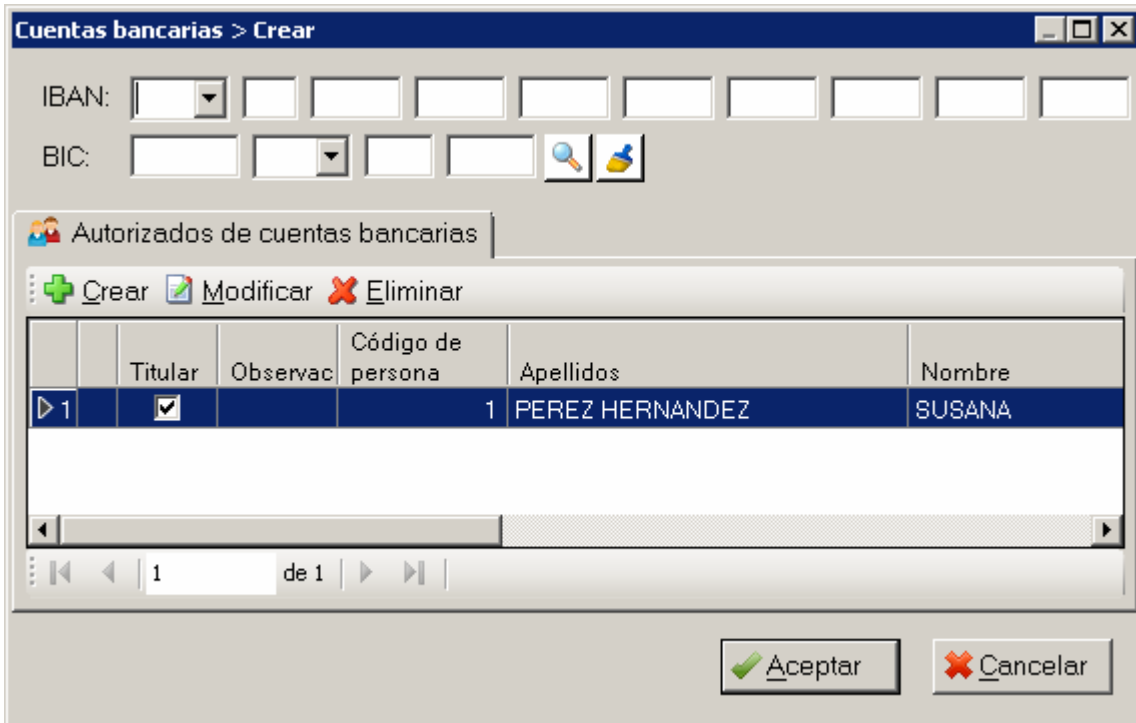 Cuentas bancarias > Crear
IBAN:
BIC:
Autorizados de cuentas bancarias
Crear Modificar Eliminar
Titular Observac Código de persona Apellidos Nombre
1 1 PEREZ HERNANDEZ SUSANA
1 de 1
Aceptar Cancelar